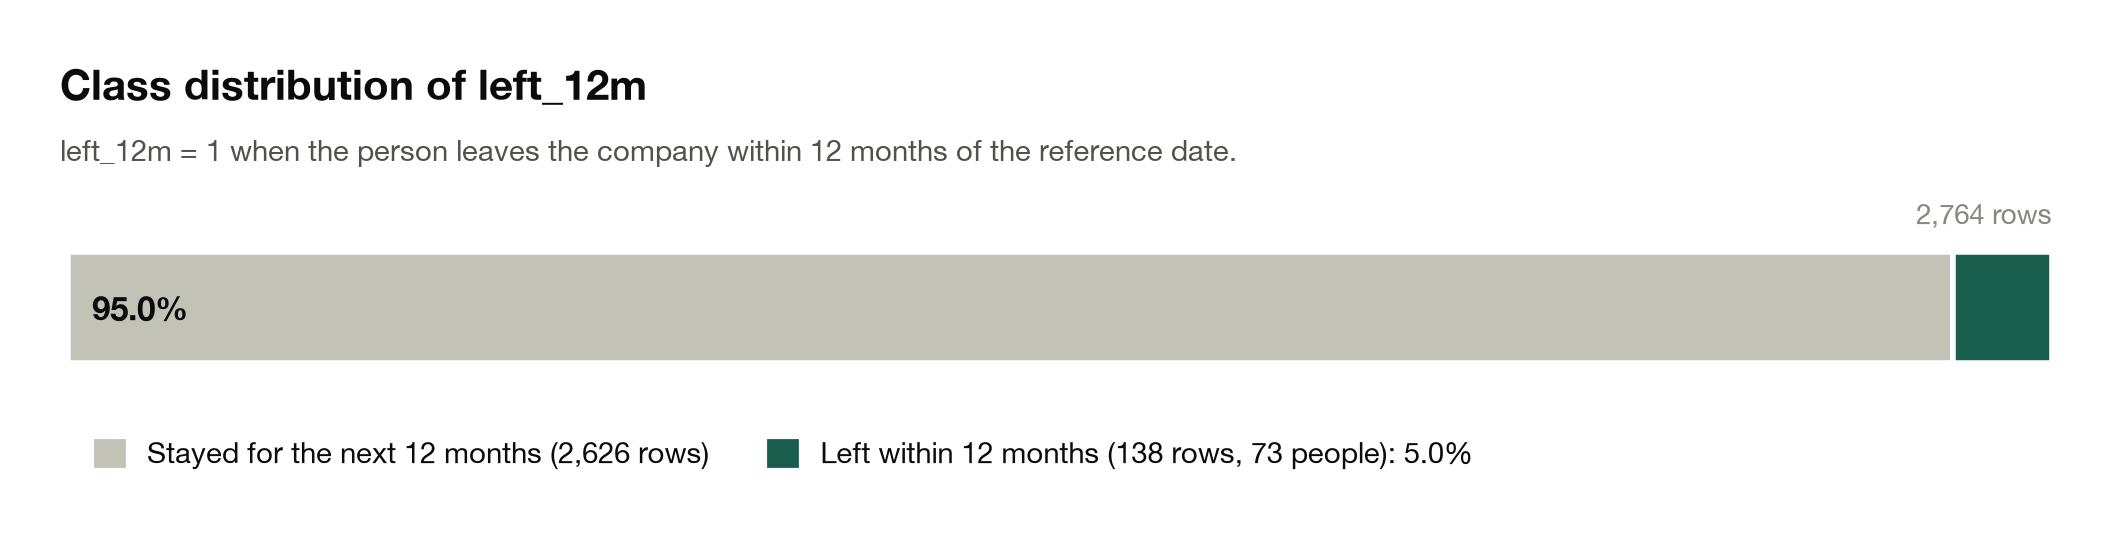 Class distribution of left_12m
left_12m = 1 when the person leaves the company within 12 months of the reference date.
2,764 rows
95.0%
Stayed for the next 12 months (2,626 rows)
Left within 12 months (138 rows, 73 people): 5.0%